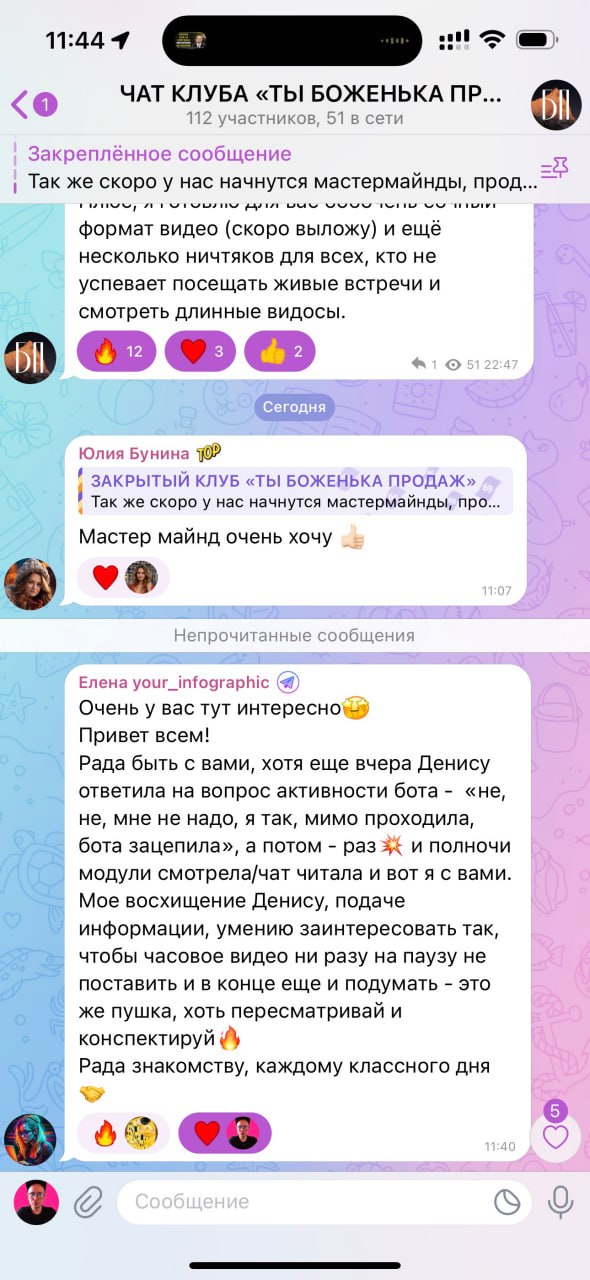 11:44
1
ЧАТ КЛУБА «ТЫ БОЖЕНЬКА ПР...
112 участников, 51 в сети
БП
Закреплённое сообщение
Так же скоро у нас начнутся мастермайнды, прод...
формат видео (скоро выложу) и ещё
несколько ничтяков для всех, кто не
успевает посещать живые встречи и
смотреть длинные видосы.
БП
12
3
2
1
51 22:47
Сегодня
Юлия Бунина TOP
ЗАКРЫТЫЙ КЛУБ «ТЫ БОЖЕНЬКА ПРОДАЖ»
Так же скоро у нас начнутся мастермайнды, про...
Мастер майнд очень хочу 👍🏻
11:07
Непрочитанные сообщения
Елена your_infographic
Очень у вас тут интересно🤩
Привет всем!
Рада быть с вами, хотя еще вчера Денису
ответила на вопрос активности бота - «не,
не, мне не надо, я так, мимо проходила,
бота зацепила», а потом - раз💥 и полночи
модули смотрела/чат читала и вот я с вами.
Мое восхищение Денису, подаче
информации, умению заинтересовать так,
чтобы часовое видео ни разу на паузу не
поставить и в конце еще и подумать - это
же пушка, хоть пересматривай и
конспектируй🔥
Рада знакомству, каждому классного дня
🤝
11:40
5
Сообщение